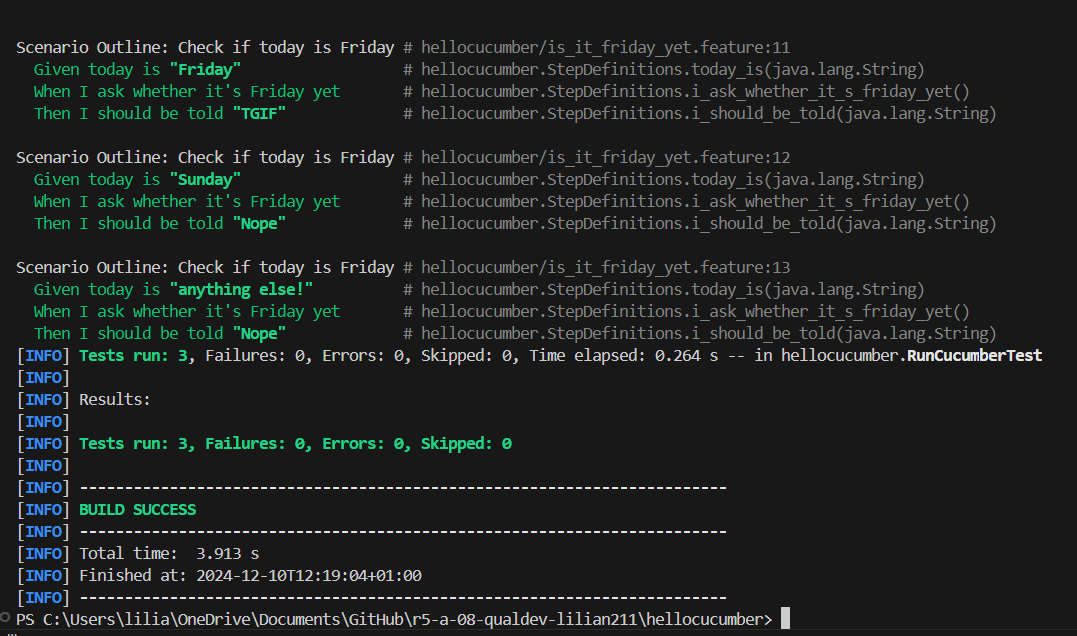 Scenario Outline: Check if today is Friday # hellocucumber/is_it_friday_yet.feature:11
  Given today is "Friday"                  # hellocucumber.StepDefinitions.today_is(java.lang.String)
  When I ask whether it's Friday yet       # hellocucumber.StepDefinitions.i_ask_whether_it_s_friday_yet()
  Then I should be told "TGIF"             # hellocucumber.StepDefinitions.i_should_be_told(java.lang.String)

Scenario Outline: Check if today is Friday # hellocucumber/is_it_friday_yet.feature:12
  Given today is "Sunday"                  # hellocucumber.StepDefinitions.today_is(java.lang.String)
  When I ask whether it's Friday yet       # hellocucumber.StepDefinitions.i_ask_whether_it_s_friday_yet()
  Then I should be told "Nope"             # hellocucumber.StepDefinitions.i_should_be_told(java.lang.String)

Scenario Outline: Check if today is Friday # hellocucumber/is_it_friday_yet.feature:13
  Given today is "anything else!"          # hellocucumber.StepDefinitions.today_is(java.lang.String)
  When I ask whether it's Friday yet       # hellocucumber.StepDefinitions.i_ask_whether_it_s_friday_yet()
  Then I should be told "Nope"             # hellocucumber.StepDefinitions.i_should_be_told(java.lang.String)
[INFO] Tests run: 3, Failures: 0, Errors: 0, Skipped: 0, Time elapsed: 0.264 s -- in hellocucumber.RunCucumberTest
[INFO]
[INFO] Results:
[INFO]
[INFO] Tests run: 3, Failures: 0, Errors: 0, Skipped: 0
[INFO]
[INFO] ------------------------------------------------------------------------
[INFO] BUILD SUCCESS
[INFO] ------------------------------------------------------------------------
[INFO] Total time:  3.913 s
[INFO] Finished at: 2024-12-10T12:19:04+01:00
[INFO] ------------------------------------------------------------------------
PS C:\Users\lilia\OneDrive\Documents\GitHub\r5-a-08-qualdev-lilian211\hellocucumber>